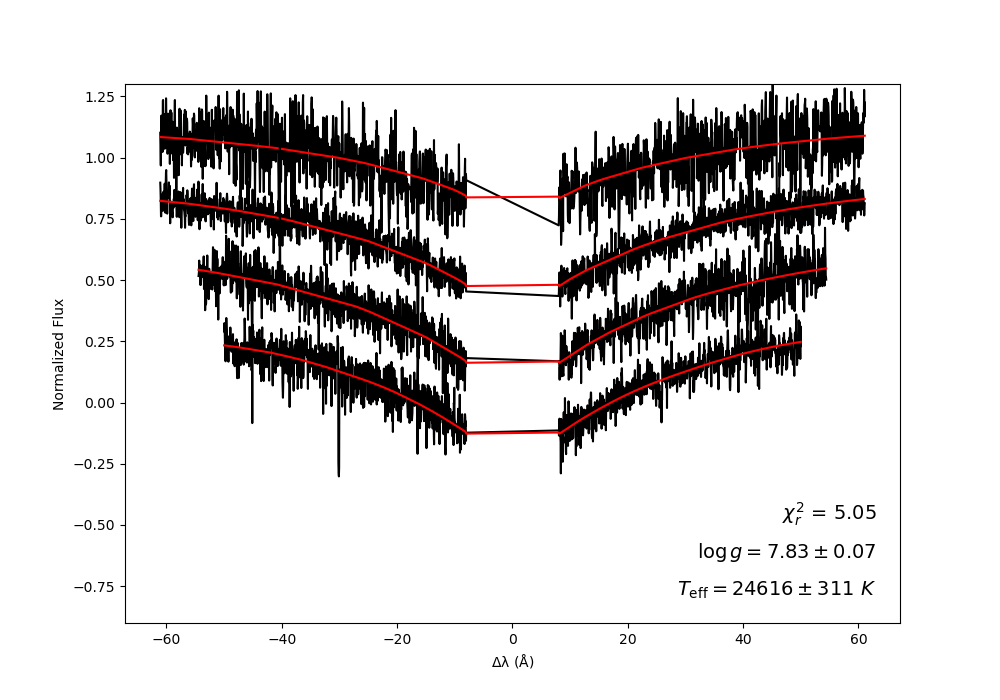 1.25
1.00
0.75
0.50
0.25
0.00
−0.25
−0.50
−0.75
Normalized Flux
χ²ᵣ = 5.05
log g = 7.83 ± 0.07
T_eff = 24616 ± 311 K
−60 −40 −20 0 20 40 60
Δλ (Å)